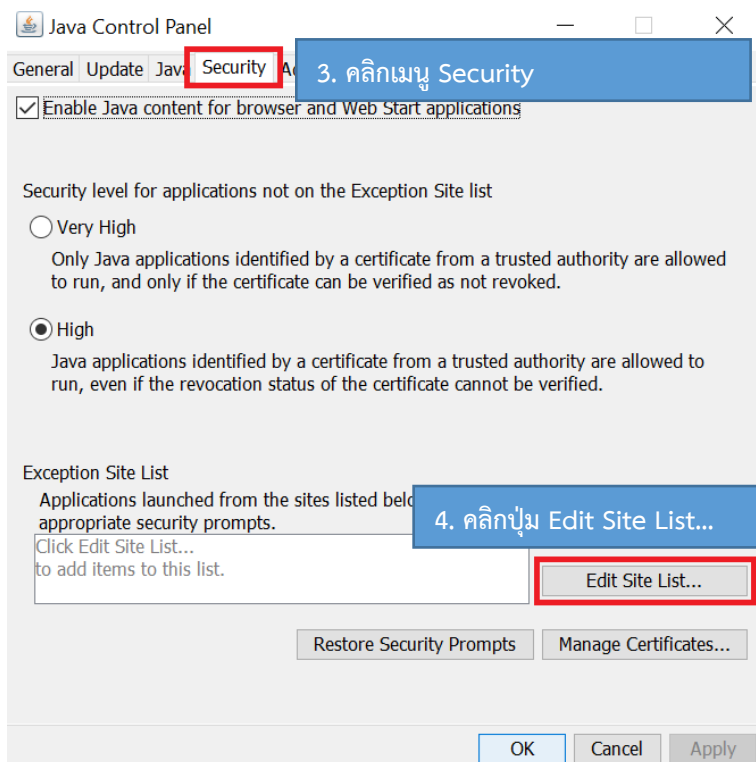 Java Control Panel
General Update Java Security
3. คลิกเมนู Security
Enable Java content for browser and Web Start applications
Security level for applications not on the Exception Site list
Very High
Only Java applications identified by a certificate from a trusted authority are allowed
to run, and only if the certificate can be verified as not revoked.
High
Java applications identified by a certificate from a trusted authority are allowed to
run, even if the revocation status of the certificate cannot be verified.
Exception Site List
Applications launched from the sites listed
appropriate security prompts.
4. คลิกปุ่ม Edit Site List...
Click Edit Site List...
to add items to this list.
Edit Site List...
Restore Security Prompts Manage Certificates...
OK Cancel Apply